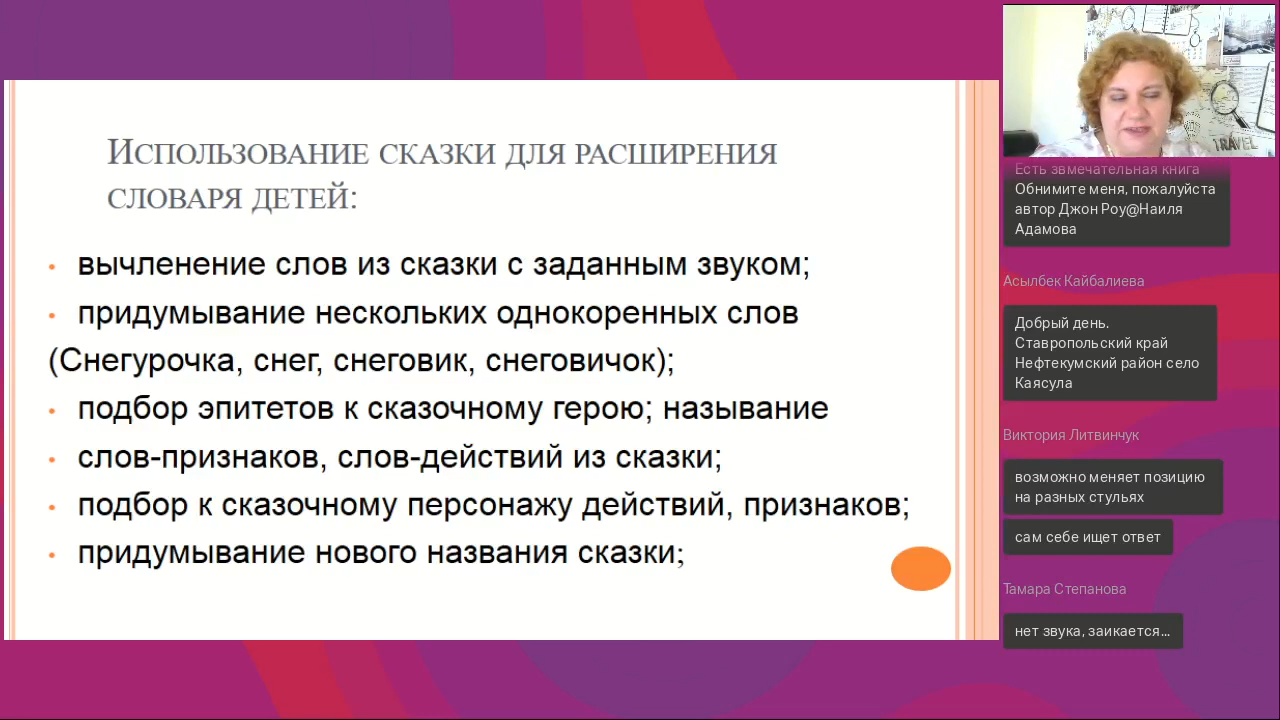 Использование сказки для расширения
словаря детей:
• вычленение слов из сказки с заданным звуком;
• придумывание нескольких однокоренных слов
(Снегурочка, снег, снеговик, снеговичок);
• подбор эпитетов к сказочному герою; называние
• слов-признаков, слов-действий из сказки;
• подбор к сказочному персонажу действий, признаков;
• придумывание нового названия сказки;
TRAVEL
Есть звмечательная книга
Обнимите меня, пожалуйста
автор Джон Роу@Наиля
Адамова
Асылбек Кайбалиева
Добрый день.
Ставропольский край
Нефтекумский район село
Каясула
Виктория Литвинчук
возможно меняет позицию
на разных стульях
сам себе ищет ответ
Тамара Степанова
нет звука, заикается...